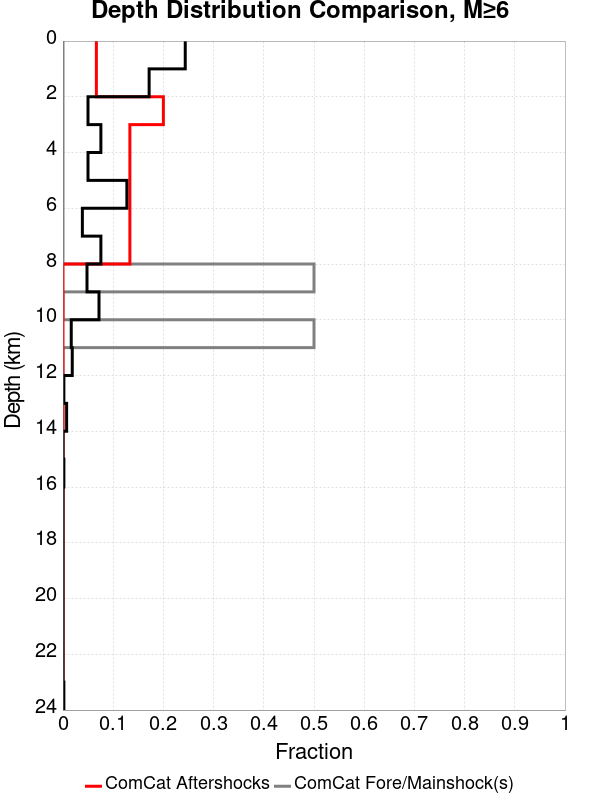 Depth Distribution Comparison, M≥6
0
2
4
6
8
10
12
14
16
18
20
22
24
Depth (km)
0 0.1 0.2 0.3 0.4 0.5 0.6 0.7 0.8 0.9 1
Fraction
ComCat Aftershocks ComCat Fore/Mainshock(s)